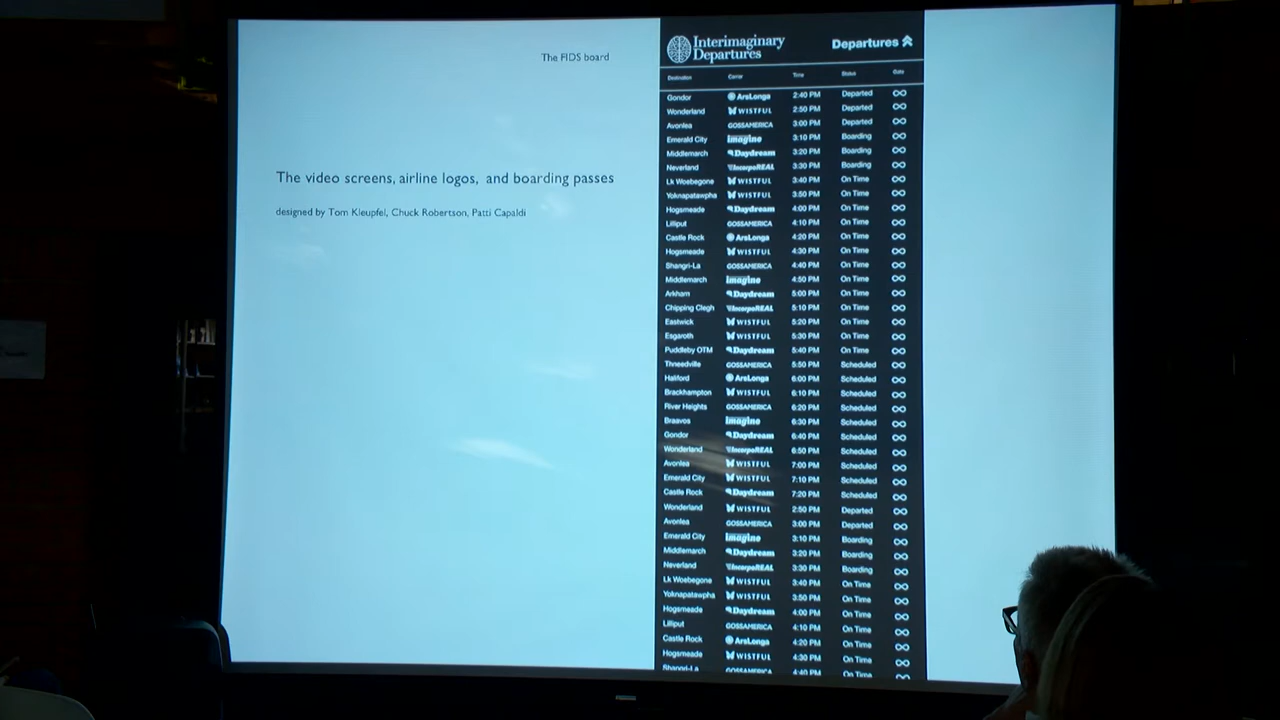 The FIDS board
The video screens, airline logos, and boarding passes
designed by Tom Kleupfel, Chuck Robertson, Patti Capaldi
Interimaginary
Departures
Departures
Destination Carrier Time Status Gate
Gondor ArsLonga 2:40 PM Departed ∞
Wonderland WISTFUL 2:50 PM Departed ∞
Avonlea GOSSAMERICA 3:00 PM Departed ∞
Emerald City Imagine 3:10 PM Boarding ∞
Middlemarch Daydream 3:20 PM Boarding ∞
Neverland IncorpoREAL 3:30 PM Boarding ∞
Lk Woebegone WISTFUL 3:40 PM On Time ∞
Yoknapatawpha WISTFUL 3:50 PM On Time ∞
Hogsmeade Daydream 4:00 PM On Time ∞
Lilliput GOSSAMERICA 4:10 PM On Time ∞
Castle Rock ArsLonga 4:20 PM On Time ∞
Hogsmeade WISTFUL 4:30 PM On Time ∞
Shangri-La GOSSAMERICA 4:40 PM On Time ∞
Middlemarch Imagine 4:50 PM On Time ∞
Arkham Daydream 5:00 PM On Time ∞
Chipping Clegh IncorpoREAL 5:10 PM On Time ∞
Eastwick WISTFUL 5:20 PM On Time ∞
Esgaroth WISTFUL 5:30 PM On Time ∞
Puddleby OTM Daydream 5:40 PM On Time ∞
Thneedville GOSSAMERICA 5:50 PM Scheduled ∞
Haliford ArsLonga 6:00 PM Scheduled ∞
Brackhampton WISTFUL 6:10 PM Scheduled ∞
River Heights GOSSAMERICA 6:20 PM Scheduled ∞
Braavos Imagine 6:30 PM Scheduled ∞
Gondor Daydream 6:40 PM Scheduled ∞
Wonderland IncorpoREAL 6:50 PM Scheduled ∞
Avonlea WISTFUL 7:00 PM Scheduled ∞
Emerald City WISTFUL 7:10 PM Scheduled ∞
Castle Rock Daydream 7:20 PM Scheduled ∞
Wonderland WISTFUL 2:50 PM Departed ∞
Avonlea GOSSAMERICA 3:00 PM Departed ∞
Emerald City Imagine 3:10 PM Boarding ∞
Middlemarch Daydream 3:20 PM Boarding ∞
Neverland IncorpoREAL 3:30 PM Boarding ∞
Lk Woebegone WISTFUL 3:40 PM On Time ∞
Yoknapatawpha WISTFUL 3:50 PM On Time ∞
Hogsmeade Daydream 4:00 PM On Time ∞
Lilliput GOSSAMERICA 4:10 PM On Time ∞
Castle Rock ArsLonga 4:20 PM On Time ∞
Hogsmeade WISTFUL 4:30 PM On Time ∞
Shangri-La GOSSAMERICA 4:40 PM On Time ∞